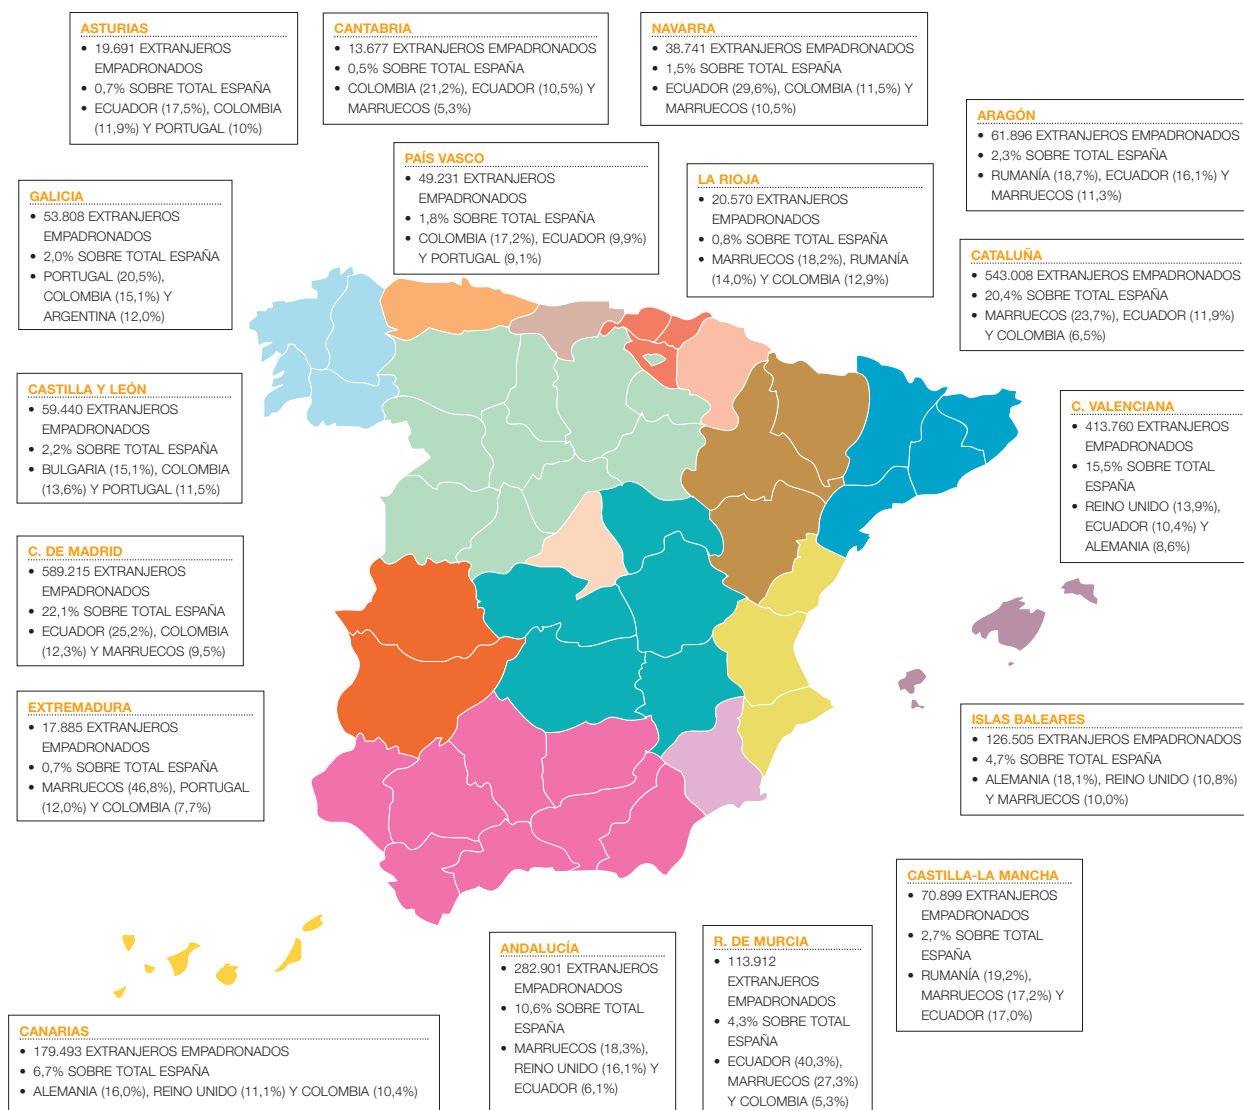 ASTURIAS
• 19.691 EXTRANJEROS
EMPADRONADOS
• 0,7% SOBRE TOTAL ESPAÑA
• ECUADOR (17,5%), COLOMBIA
(11,9%) Y PORTUGAL (10%)
CANTABRIA
• 13.677 EXTRANJEROS EMPADRONADOS
• 0,5% SOBRE TOTAL ESPAÑA
• COLOMBIA (21,2%), ECUADOR (10,5%) Y
MARRUECOS (5,3%)
NAVARRA
• 38.741 EXTRANJEROS EMPADRONADOS
• 1,5% SOBRE TOTAL ESPAÑA
• ECUADOR (29,6%), COLOMBIA (11,5%) Y
MARRUECOS (10,5%)
ARAGÓN
• 61.896 EXTRANJEROS EMPADRONADOS
• 2,3% SOBRE TOTAL ESPAÑA
• RUMANÍA (18,7%), ECUADOR (16,1%) Y
MARRUECOS (11,3%)
PAÍS VASCO
• 49.231 EXTRANJEROS
EMPADRONADOS
• 1,8% SOBRE TOTAL ESPAÑA
• COLOMBIA (17,2%), ECUADOR (9,9%)
Y PORTUGAL (9,1%)
LA RIOJA
• 20.570 EXTRANJEROS
EMPADRONADOS
• 0,8% SOBRE TOTAL ESPAÑA
• MARRUECOS (18,2%), RUMANÍA
(14,0%) Y COLOMBIA (12,9%)
GALICIA
• 53.808 EXTRANJEROS
EMPADRONADOS
• 2,0% SOBRE TOTAL ESPAÑA
• PORTUGAL (20,5%),
COLOMBIA (15,1%) Y
ARGENTINA (12,0%)
CATALUÑA
• 543.008 EXTRANJEROS EMPADRONADOS
• 20,4% SOBRE TOTAL ESPAÑA
• MARRUECOS (23,7%), ECUADOR (11,9%)
Y COLOMBIA (6,5%)
CASTILLA Y LEÓN
• 59.440 EXTRANJEROS
EMPADRONADOS
• 2,2% SOBRE TOTAL ESPAÑA
• BULGARIA (15,1%), COLOMBIA
(13,6%) Y PORTUGAL (11,5%)
C. VALENCIANA
• 413.760 EXTRANJEROS
EMPADRONADOS
• 15,5% SOBRE TOTAL
ESPAÑA
• REINO UNIDO (13,9%),
ECUADOR (10,4%) Y
ALEMANIA (8,6%)
C. DE MADRID
• 589.215 EXTRANJEROS
EMPADRONADOS
• 22,1% SOBRE TOTAL ESPAÑA
• ECUADOR (25,2%), COLOMBIA
(12,3%) Y MARRUECOS (9,5%)
EXTREMADURA
• 17.885 EXTRANJEROS
EMPADRONADOS
• 0,7% SOBRE TOTAL ESPAÑA
• MARRUECOS (46,8%), PORTUGAL
(12,0%) Y COLOMBIA (7,7%)
ISLAS BALEARES
• 126.505 EXTRANJEROS EMPADRONADOS
• 4,7% SOBRE TOTAL ESPAÑA
• ALEMANIA (18,1%), REINO UNIDO (10,8%)
Y MARRUECOS (10,0%)
CASTILLA-LA MANCHA
• 70.899 EXTRANJEROS
EMPADRONADOS
• 2,7% SOBRE TOTAL
ESPAÑA
• RUMANÍA (19,2%),
MARRUECOS (17,2%) Y
ECUADOR (17,0%)
ANDALUCÍA
• 282.901 EXTRANJEROS
EMPADRONADOS
• 10,6% SOBRE TOTAL
ESPAÑA
• MARRUECOS (18,3%),
REINO UNIDO (16,1%) Y
ECUADOR (6,1%)
R. DE MURCIA
• 113.912
EXTRANJEROS
EMPADRONADOS
• 4,3% SOBRE TOTAL
ESPAÑA
• ECUADOR (40,3%),
MARRUECOS (27,3%)
Y COLOMBIA (5,3%)
CANARIAS
• 179.493 EXTRANJEROS EMPADRONADOS
• 6,7% SOBRE TOTAL ESPAÑA
• ALEMANIA (16,0%), REINO UNIDO (11,1%) Y COLOMBIA (10,4%)